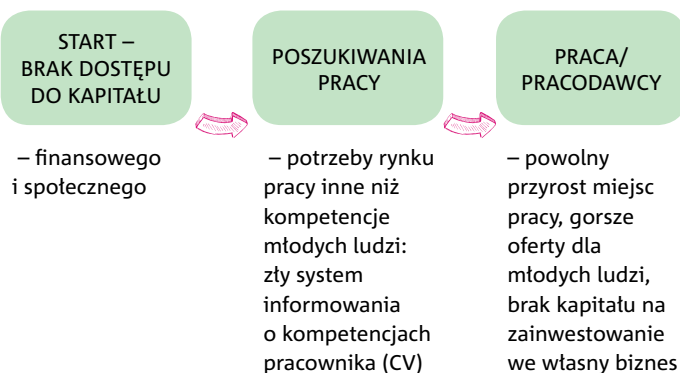 START –
BRAK DOSTĘPU
DO KAPITAŁU
– finansowego
i społecznego
POSZUKIWANIA
PRACY
– potrzeby rynku
pracy inne niż
kompetencje
młodych ludzi:
zły system
informowania
o kompetencjach
pracownika (CV)
PRACA/
PRACODAWCY
– powolny
przyrost miejsc
pracy, gorsze
oferty dla
młodych ludzi,
brak kapitału na
zainwestowanie
we własny biznes